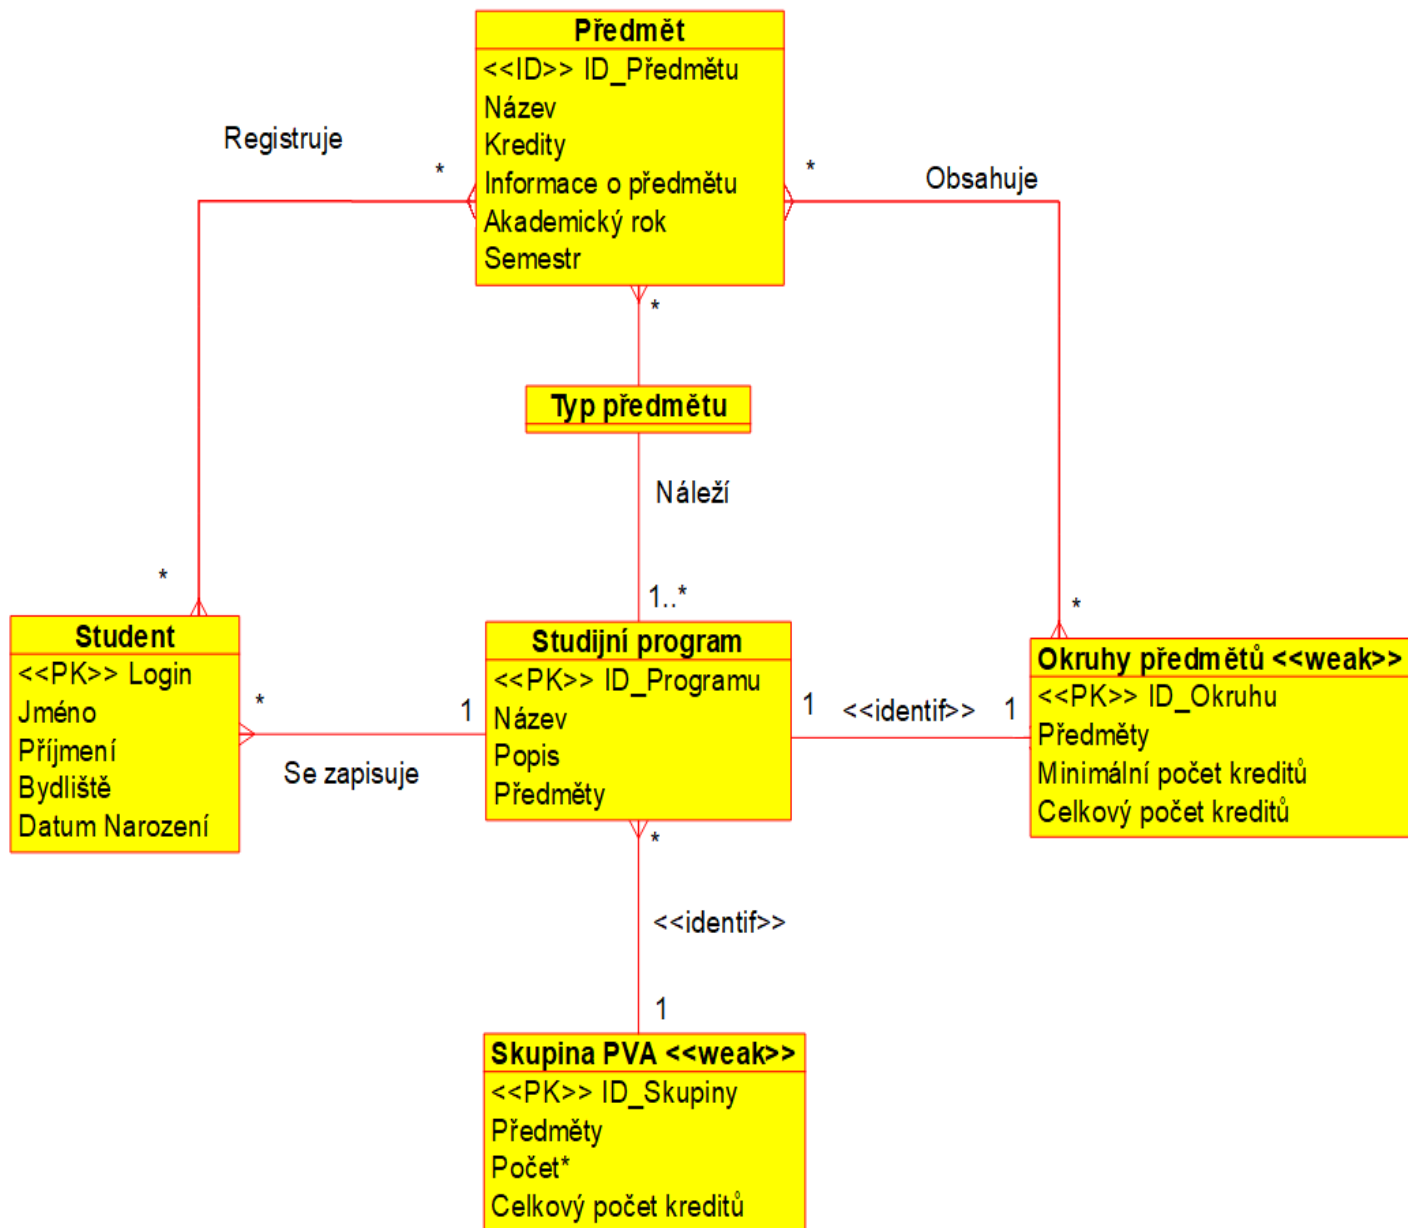 Předmět
<<ID>> ID_Předmětu
Název
Kredity
Informace o předmětu
Akademický rok
Semestr
Registruje
*
*
Obsahuje
*
Typ předmětu
Náleží
*
1..*
*
Student
<<PK>> Login
Jméno
Příjmení
Bydliště
Datum Narození
*
1
Se zapisuje
Studijní program
<<PK>> ID_Programu
Název
Popis
Předměty
1
<<identif>>
1
Okruhy předmětů <<weak>>
<<PK>> ID_Okruhu
Předměty
Minimální počet kreditů
Celkový počet kreditů
*
<<identif>>
1
Skupina PVA <<weak>>
<<PK>> ID_Skupiny
Předměty
Počet*
Celkový počet kreditů